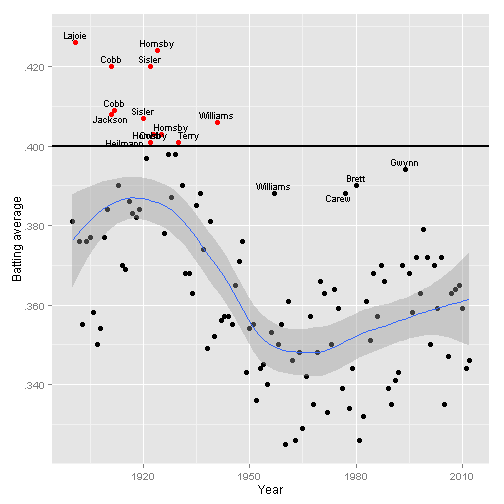 Lajoie
Hornsby
Cobb
Sisler
.420
Cobb
Jackson
Sisler
Williams
Hornsby
Terry
Heilmann
.400
Gwynn
Brett
Williams
Carew
.380
.360
.340
1920
1950
1980
2010
Year
Batting average